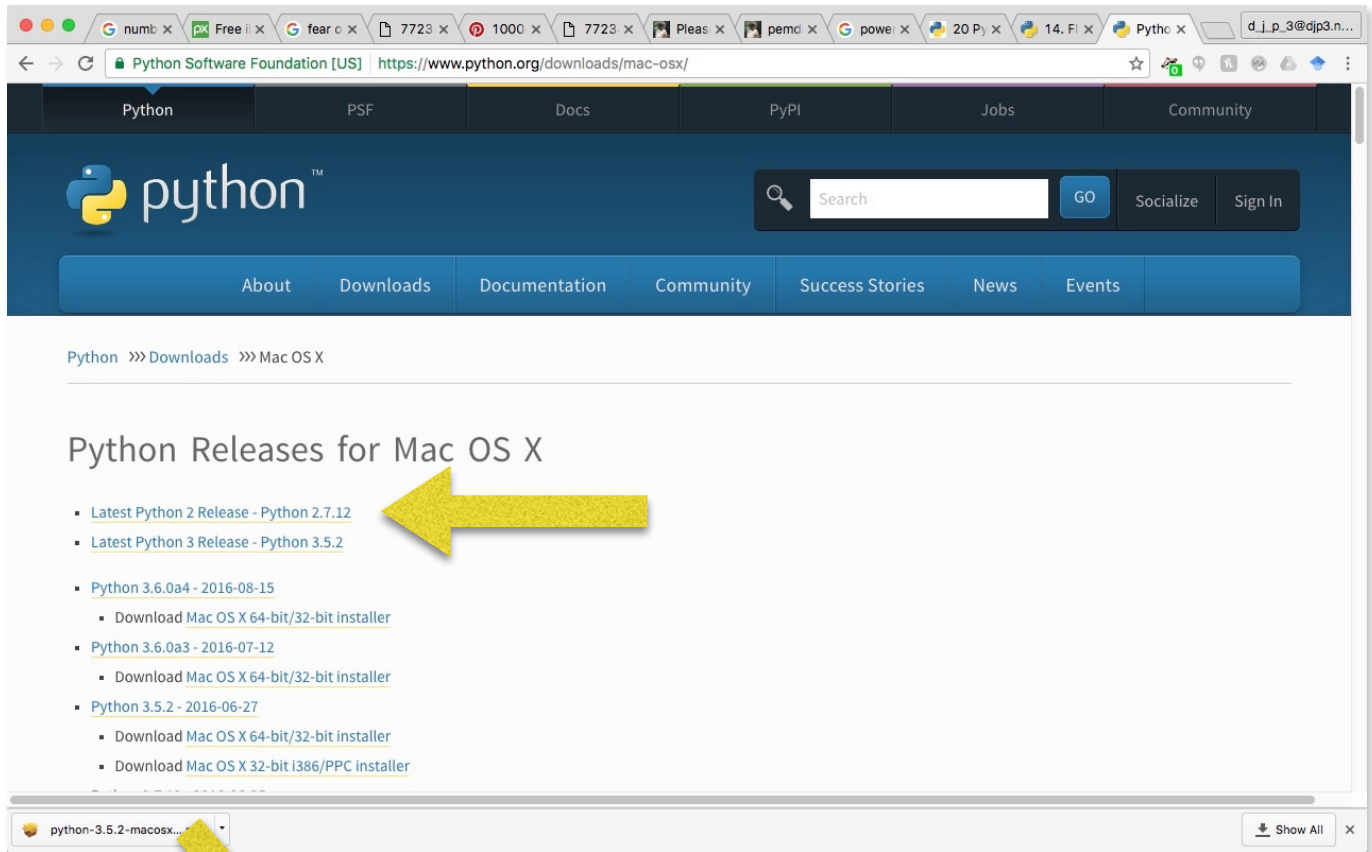 numb Free il fear o 7723 1000 7723 Pleas pemd power 20 Py 14. Fl Pytho d_j_p_3@djp3.n...
Python Software Foundation [US] https://www.python.org/downloads/mac-osx/
Python PSF Docs PyPI Jobs Community
python™
Search GO Socialize Sign In
About Downloads Documentation Community Success Stories News Events
Python >>> Downloads >>> Mac OS X
Python Releases for Mac OS X
Latest Python 2 Release - Python 2.7.12
Latest Python 3 Release - Python 3.5.2
Python 3.6.0a4 - 2016-08-15
Download Mac OS X 64-bit/32-bit installer
Python 3.6.0a3 - 2016-07-12
Download Mac OS X 64-bit/32-bit installer
Python 3.5.2 - 2016-06-27
Download Mac OS X 64-bit/32-bit installer
Download Mac OS X 32-bit i386/PPC installer
python-3.5.2-macosx... Show All